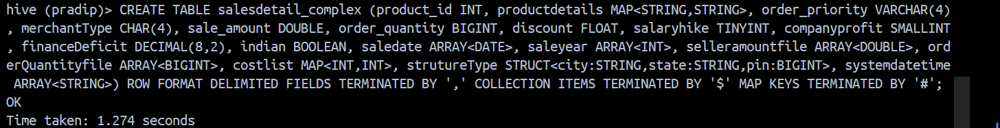 hive (pradip)> CREATE TABLE salesdetail_complex (product_id INT, productdetails MAP<STRING,STRING>, order_priority VARCHAR(4)
, merchantType CHAR(4), sale_amount DOUBLE, order_quantity BIGINT, discount FLOAT, salaryhike TINYINT, companyprofit SMALLINT
, financeDeficit DECIMAL(8,2), indian BOOLEAN, saledate ARRAY<DATE>, saleyear ARRAY<INT>, selleramountfile ARRAY<DOUBLE>, ord
erQuantityfile ARRAY<BIGINT>, costlist MAP<INT,INT>, strutureType STRUCT<city:STRING,state:STRING,pin:BIGINT>, systemdatetime
 ARRAY<STRING>) ROW FORMAT DELIMITED FIELDS TERMINATED BY ',' COLLECTION ITEMS TERMINATED BY '$' MAP KEYS TERMINATED BY '#';
OK
Time taken: 1.274 seconds